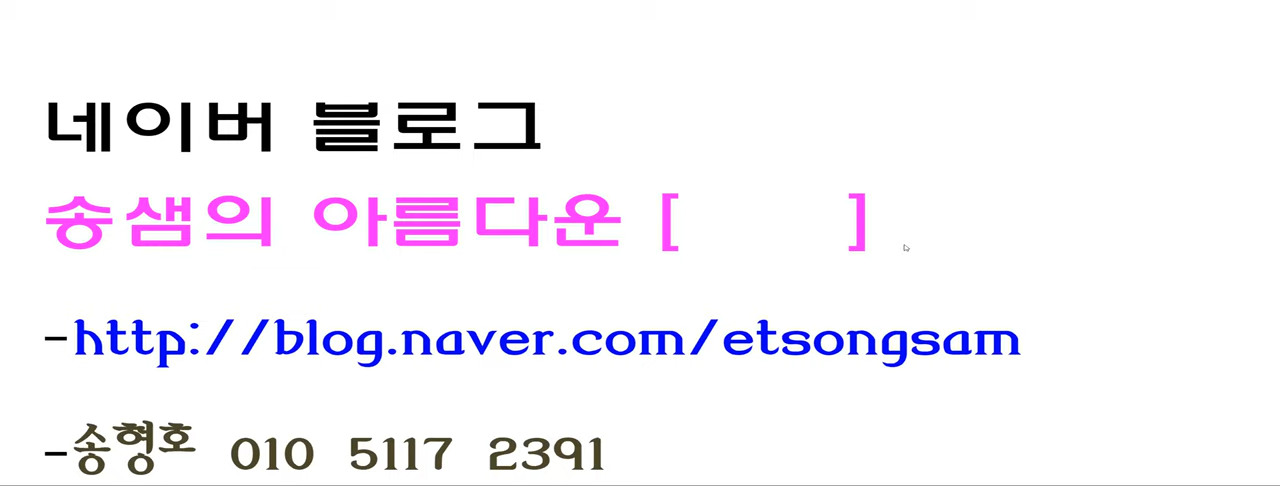 네이버 블로그
송샘의 아름다운 [     ]
-http://blog.naver.com/etsongsam
-송형호 010 5117 2391